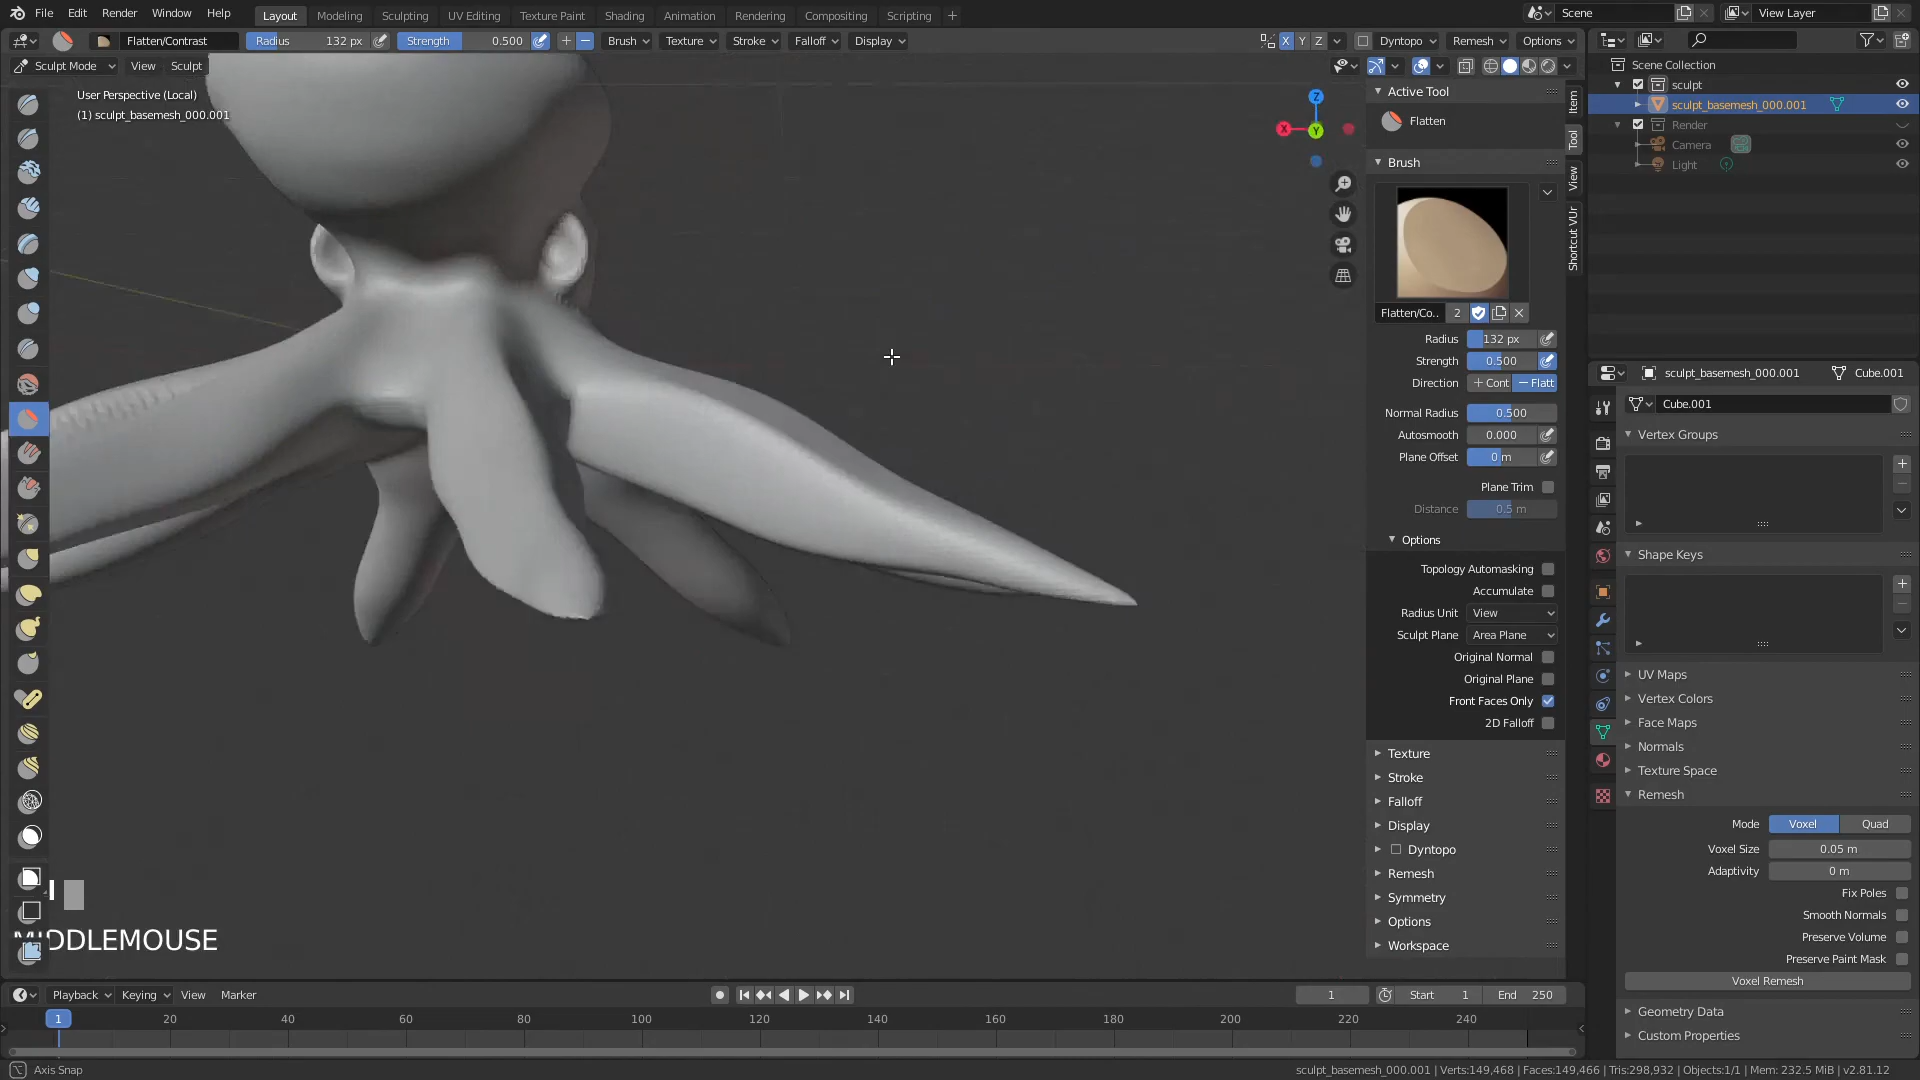 File Edit Render Window Help Layout Modeling Sculpting UV Editing Texture Paint Shading Animation Rendering Compositing Scripting + Scene View Layer
Flatten/Contrast Radius 132 px Strength 0.500 Brush Texture Stroke Falloff Display X Y Z Dyntopo Remesh Options
Sculpt Mode View Sculpt
User Perspective (Local)
(1) sculpt_basemesh_000.001
Z
X
Y
Active Tool
Flatten
Brush
Flatten/Co.. 2
Radius 132 px
Strength 0.500
Direction + Cont − Flatt
Normal Radius 0.500
Autosmooth 0.000
Plane Offset 0 m
Plane Trim
Distance 0.5 m
Options
Topology Automasking
Accumulate
Radius Unit View
Sculpt Plane Area Plane
Original Normal
Original Plane
Front Faces Only
2D Falloff
Texture
Stroke
Falloff
Display
Dyntopo
Remesh
Symmetry
Options
Workspace
Item
Tool
View
Shortcut VUr
Scene Collection
sculpt
sculpt_basemesh_000.001
Render
Camera
Light
sculpt_basemesh_000.001 Cube.001
Cube.001
Vertex Groups
Shape Keys
UV Maps
Vertex Colors
Face Maps
Normals
Texture Space
Remesh
Mode Voxel Quad
Voxel Size 0.05 m
Adaptivity 0 m
Fix Poles
Smooth Normals
Preserve Volume
Preserve Paint Mask
Voxel Remesh
Geometry Data
Custom Properties
MIDDLEMOUSE
Playback Keying View Marker 1 Start 1 End 250
1 20 40 60 80 100 120 140 160 180 200 220 240
Axis Snap
sculpt_basemesh_000.001 | Verts:149,468 | Faces:149,466 | Tris:298,932 | Objects:1/1 | Mem: 232.5 MiB | v2.81.12